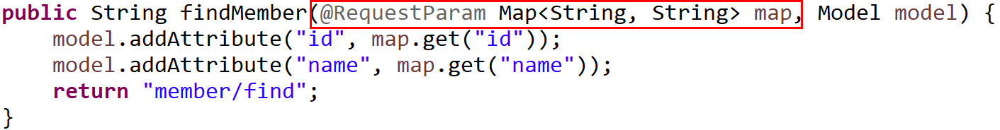 public String findMember(@RequestParam Map<String, String> map, Model model) {
    model.addAttribute("id", map.get("id"));
    model.addAttribute("name", map.get("name"));
    return "member/find";
}